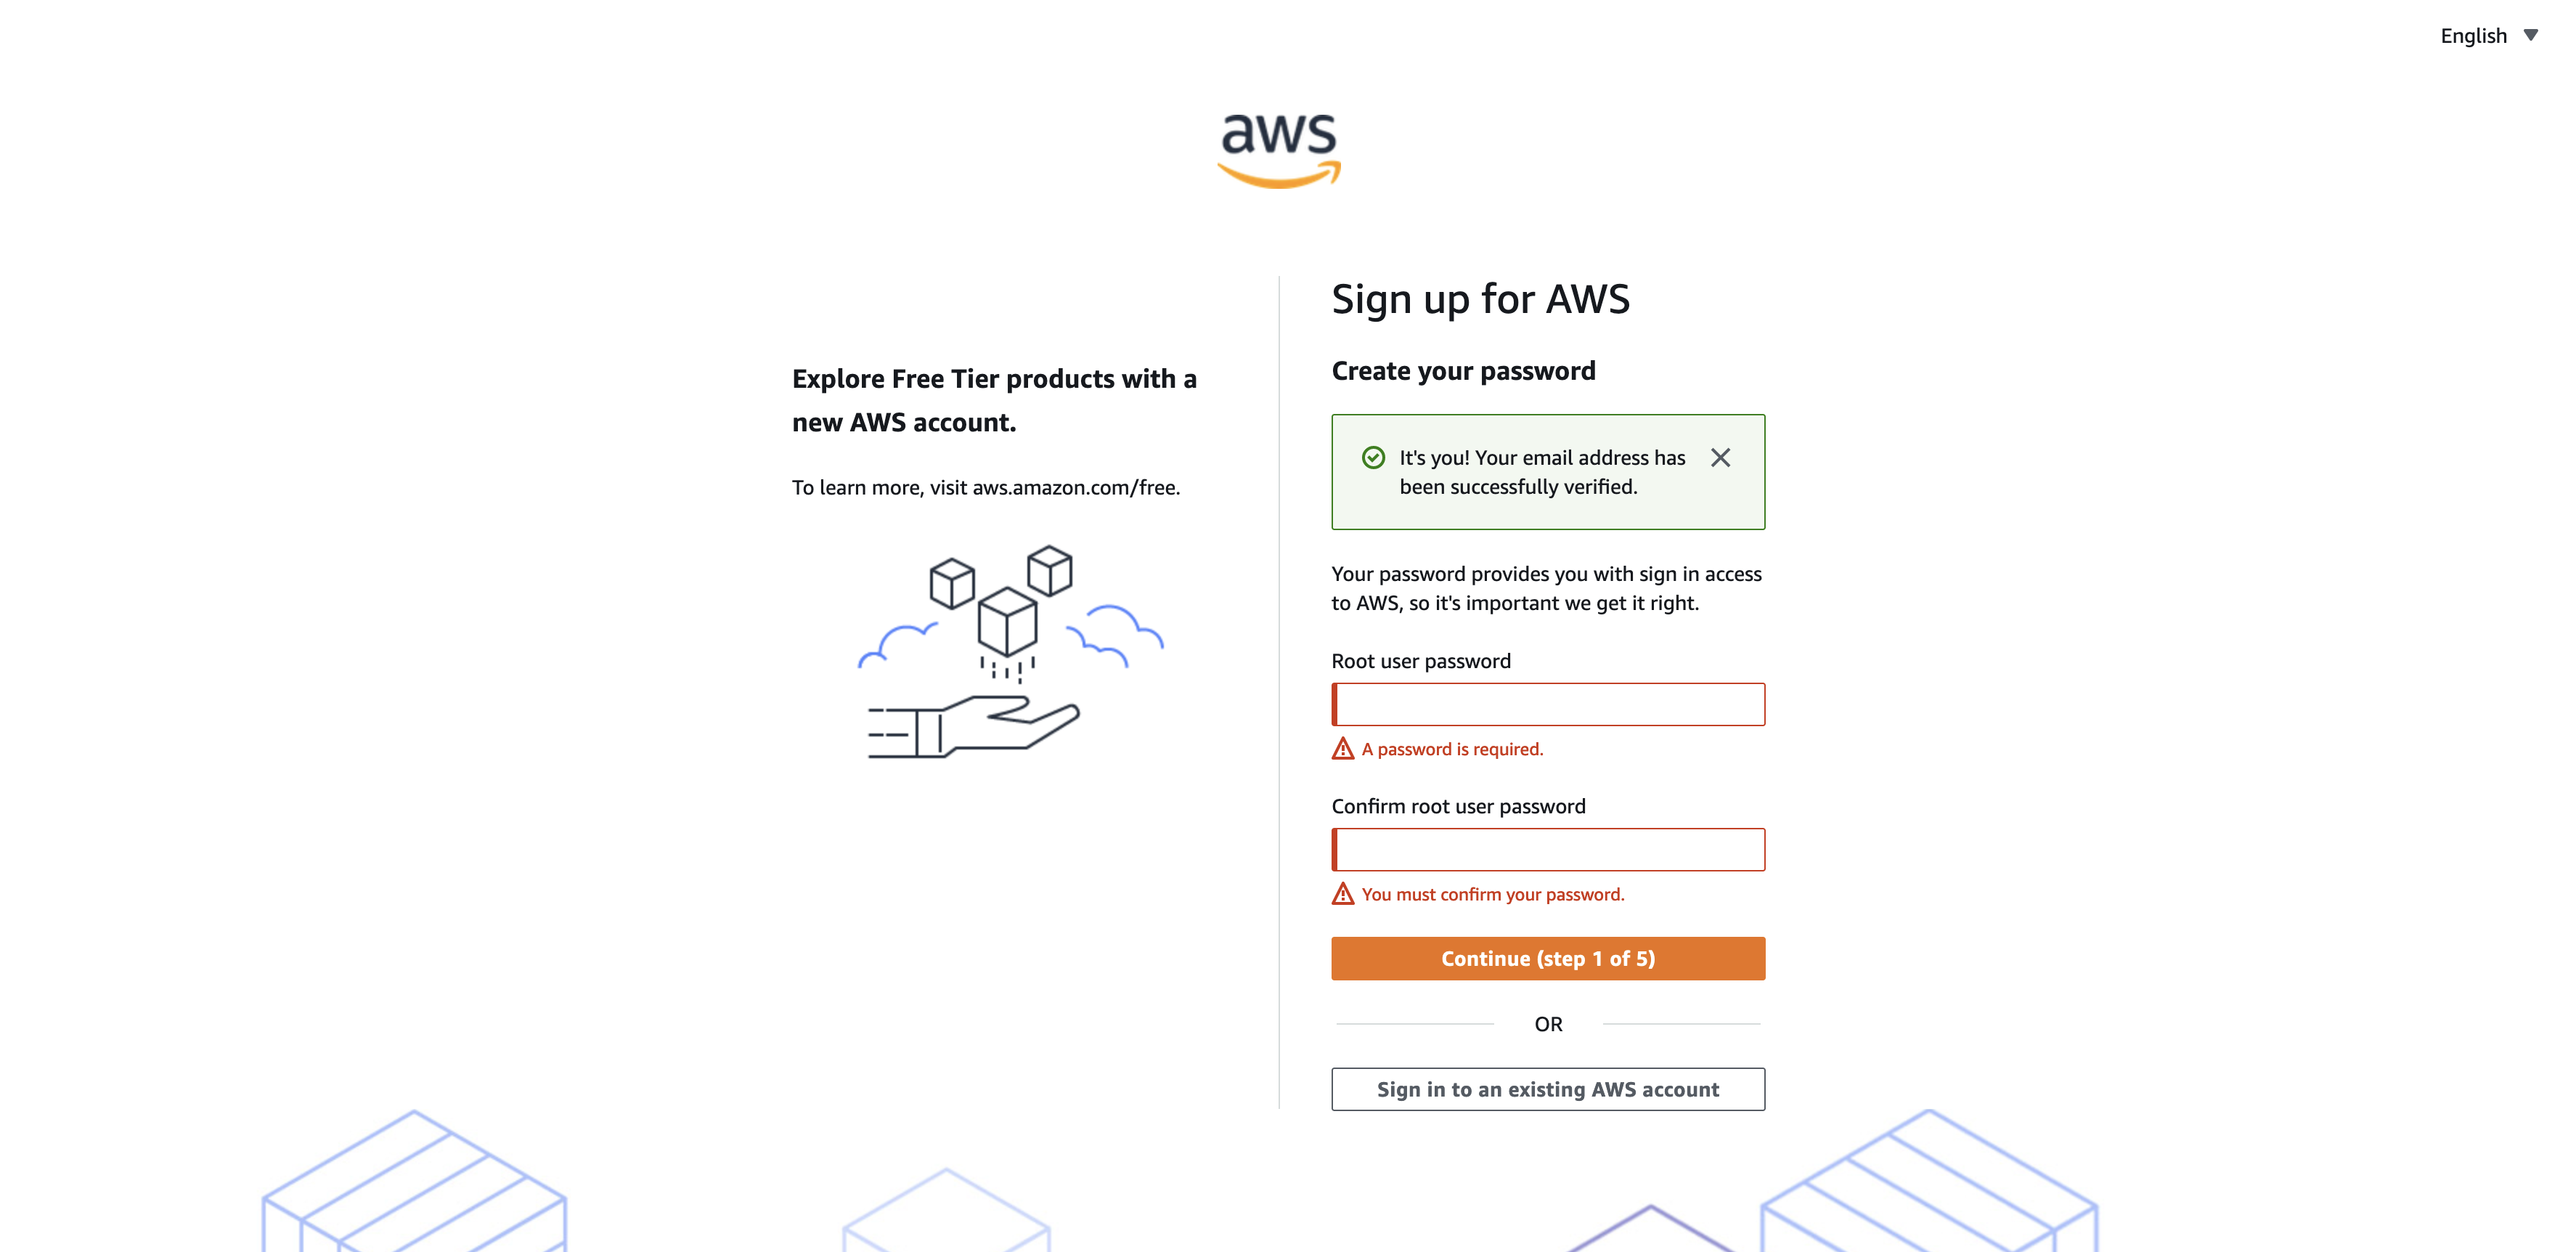 English
aws
Explore Free Tier products with a
new AWS account.
To learn more, visit aws.amazon.com/free.
Sign up for AWS
Create your password
It's you! Your email address has
been successfully verified.
Your password provides you with sign in access
to AWS, so it's important we get it right.
Root user password
A password is required.
Confirm root user password
You must confirm your password.
Continue (step 1 of 5)
OR
Sign in to an existing AWS account